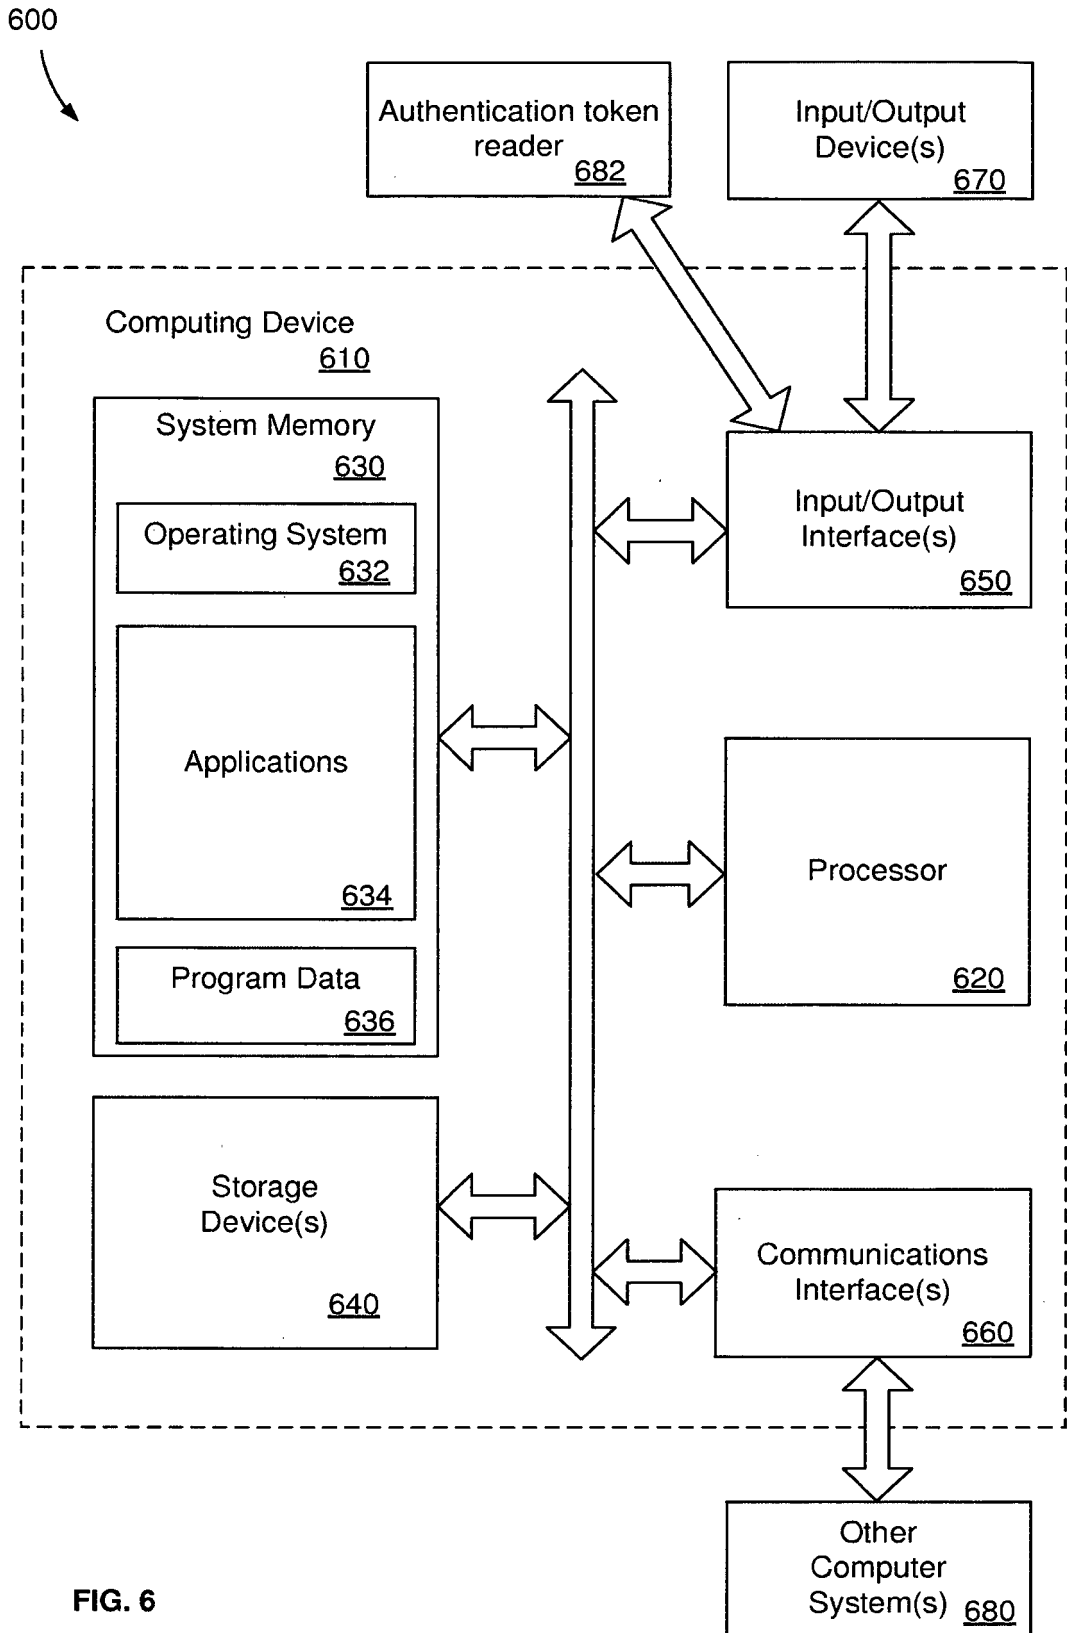 600
Authentication token
reader
682
Input/Output
Device(s)
670
Computing Device
610
System Memory
630
Operating System
632
Applications
634
Program Data
636
Storage
Device(s)
640
Input/Output
Interface(s)
650
Processor
620
Communications
Interface(s)
660
Other
Computer
System(s)
680
FIG. 6